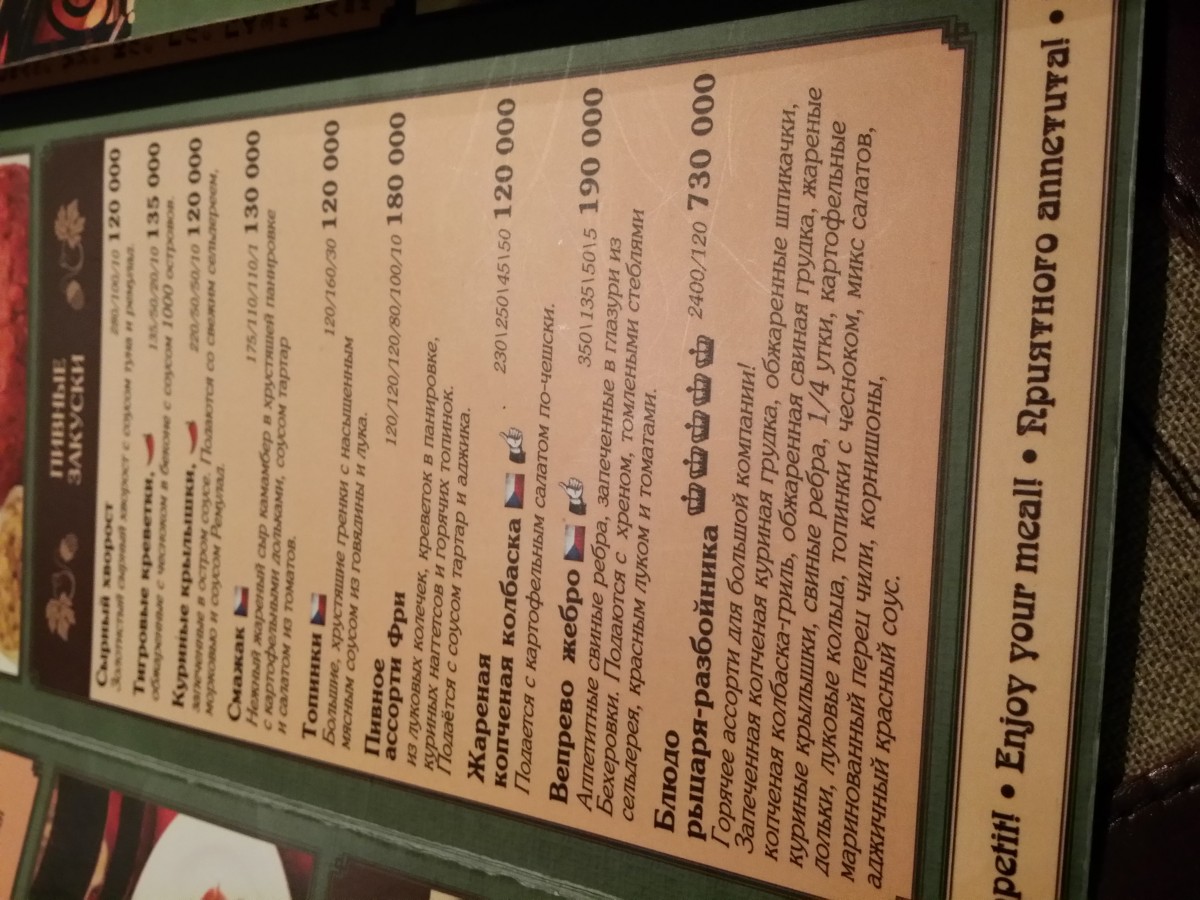 ПИВНЫЕ
ЗАКУСКИ
Сырный хворост 280/100/10 120 000
Золотистый сырный хворост с соусом туна и ремулад.
Тигровые креветки, 135/50/20/10 135 000
обжаренные с чесноком в беконе с соусом 1000 островов.
Куриные крылышки, 220/50/50/10 120 000
запеченные в остром соусе. Подаются со свежим сельдереем,
морковью и соусом Ремулад.
Смажак 175/110/110/1 130 000
Нежный жареный сыр камамбер в хрустящей панировке
с картофельными дольками, соусом тартар
и салатом из томатов.
Топинки 120/160/30 120 000
Большие, хрустящие гренки с насыщенным
мясным соусом из говядины и лука.
Пивное
ассорти Фри 120/120/120/80/100/10 180 000
из луковых колечек, креветок в панировке,
куриных наггетсов и горячих топинок.
Подаётся с соусом тартар и аджика.
Жареная
копченая колбаска 230\250\45\50 120 000
Подается с картофельным салатом по-чешски.
Вепрево жебро 350\135\50\5 190 000
Аппетитные свиные ребра, запеченные в глазури из
Бехеровки. Подаются с хреном, томлеными стеблями
сельдерея, красным луком и томатами.
Блюдо
рыцаря-разбойника 2400/120 730 000
Горячее ассорти для большой компании!
Запеченная копченая куриная грудка, обжаренные шпикачки,
копченая колбаска-гриль, обжаренная свиная грудка, жареные
куриные крылышки, свиные ребра, 1/4 утки, картофельные
дольки, луковые кольца, топинки с чесноком, микс салатов,
маринованный перец чили, корнишоны,
аджичный красный соус.
petit! • Enjoy your meal! • Приятного аппетита! •